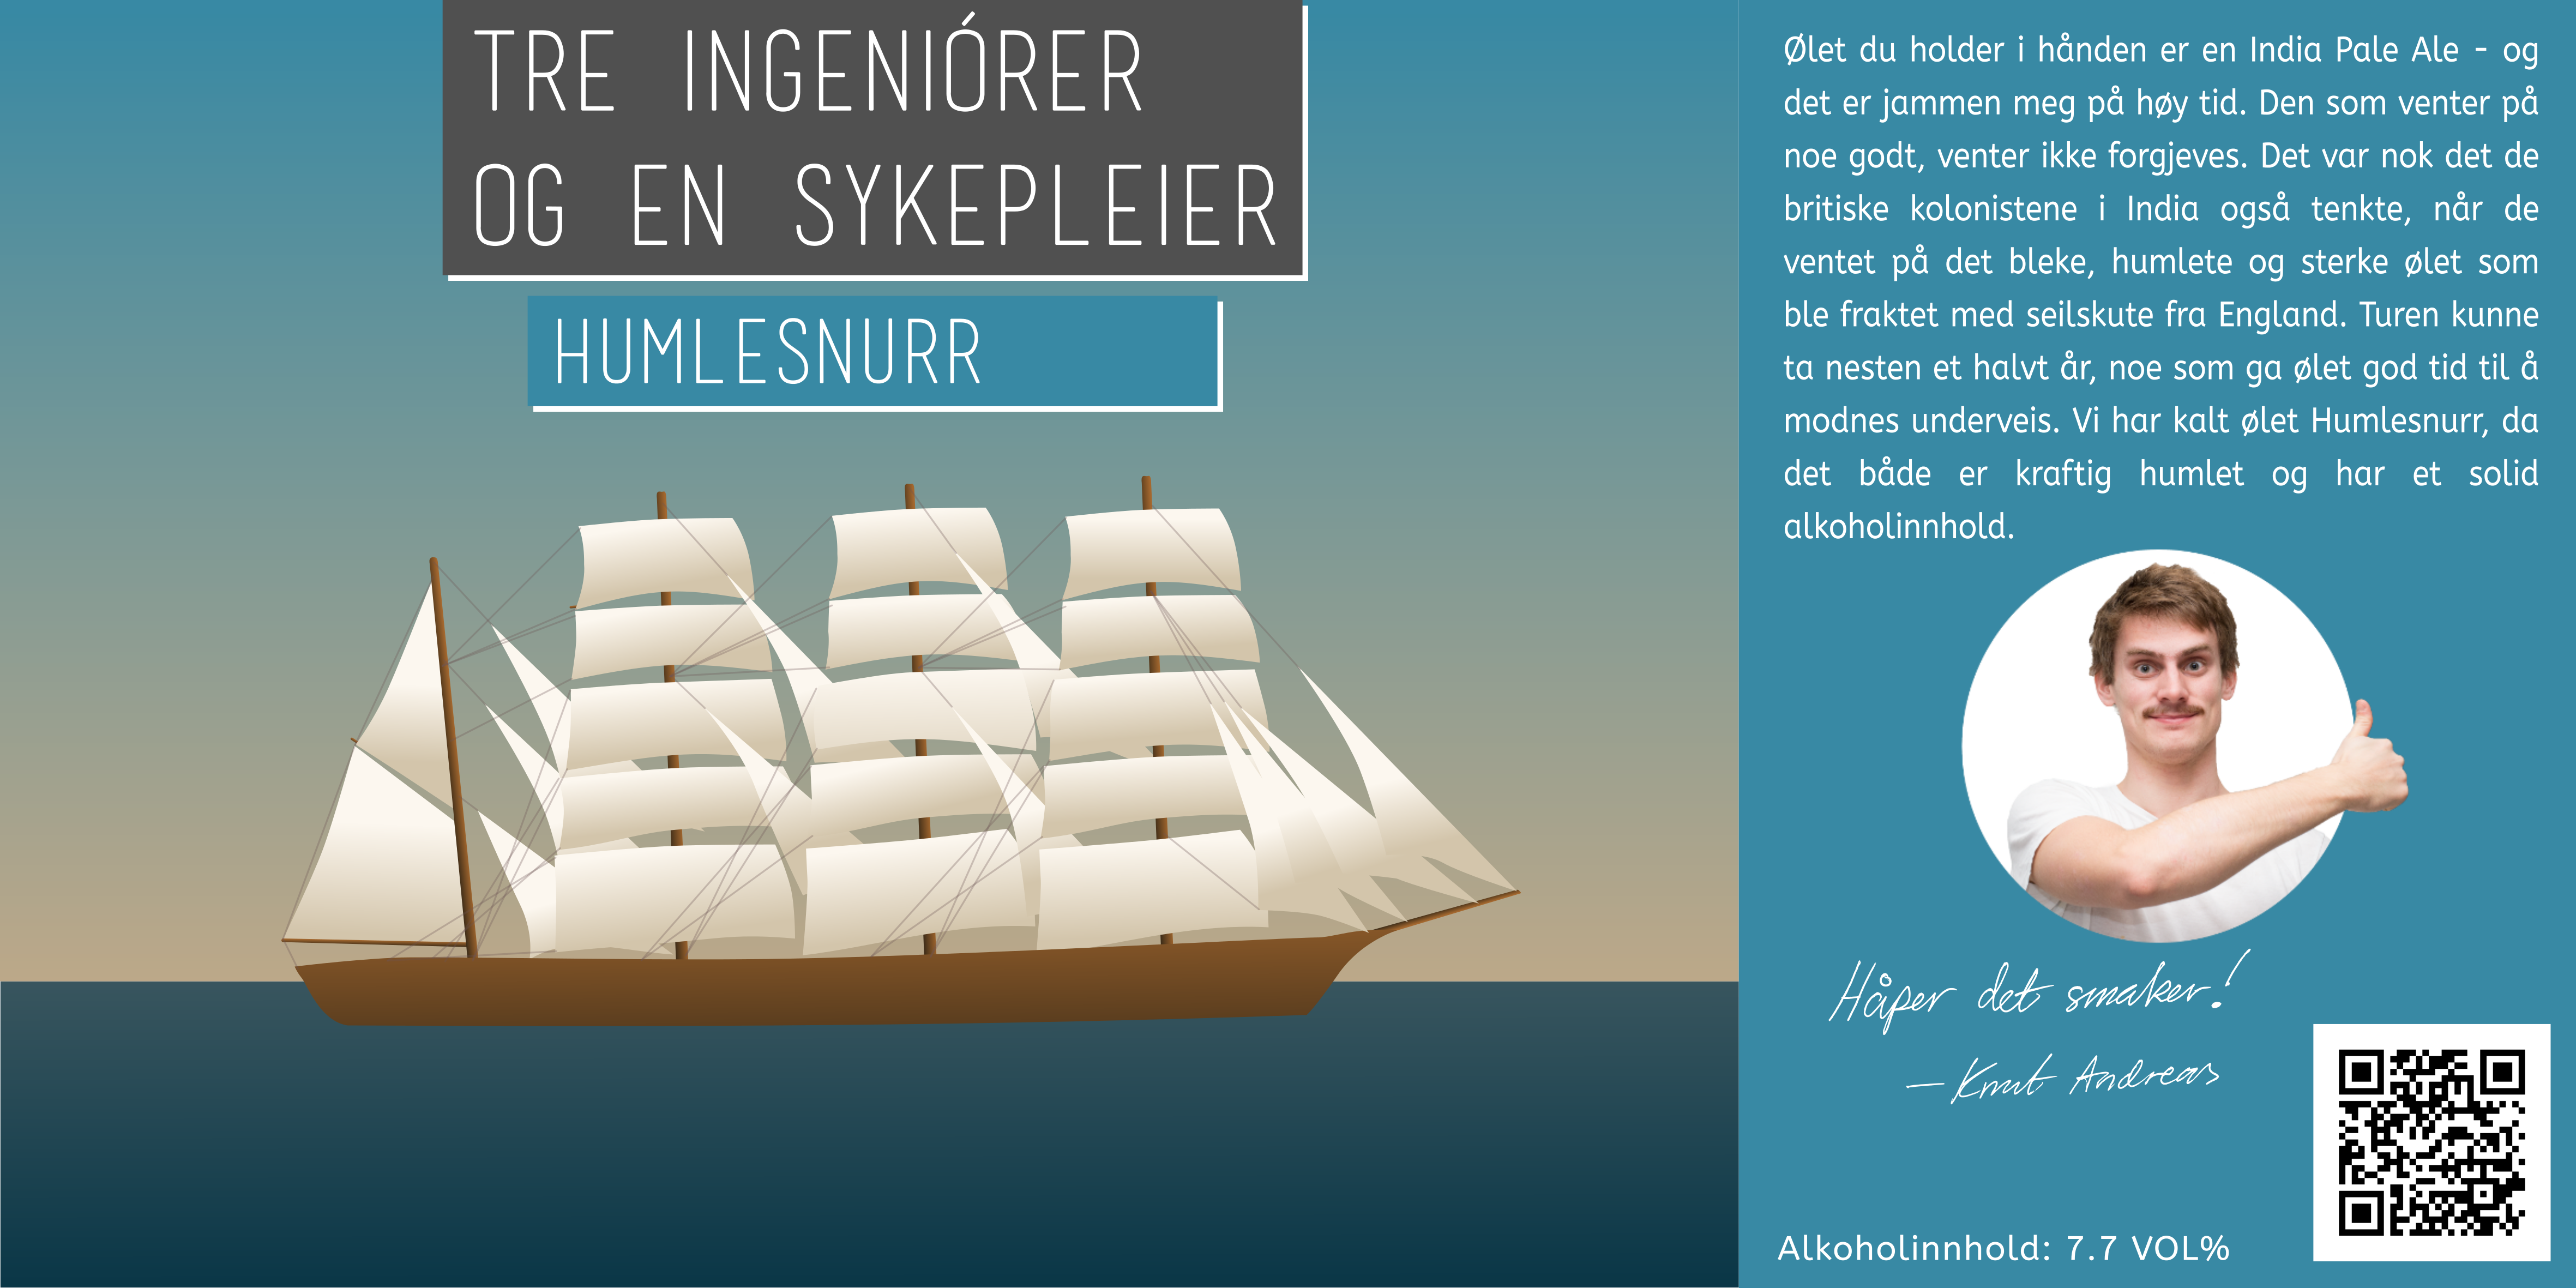 TRE INGENIÓRER
OG EN SYKEPLEIER
HUMLESNURR
Ølet du holder i hånden er en India Pale Ale - og
det er jammen meg på høy tid. Den som venter på
noe godt, venter ikke forgjeves. Det var nok det de
britiske kolonistene i India også tenkte, når de
ventet på det bleke, humlete og sterke ølet som
ble fraktet med seilskute fra England. Turen kunne
ta nesten et halvt år, noe som ga ølet god tid til å
modnes underveis. Vi har kalt ølet Humlesnurr, da
det både er kraftig humlet og har et solid
alkoholinnhold.
Håper det smaker!
— Knut Andreas
Alkoholinnhold: 7.7 VOL%